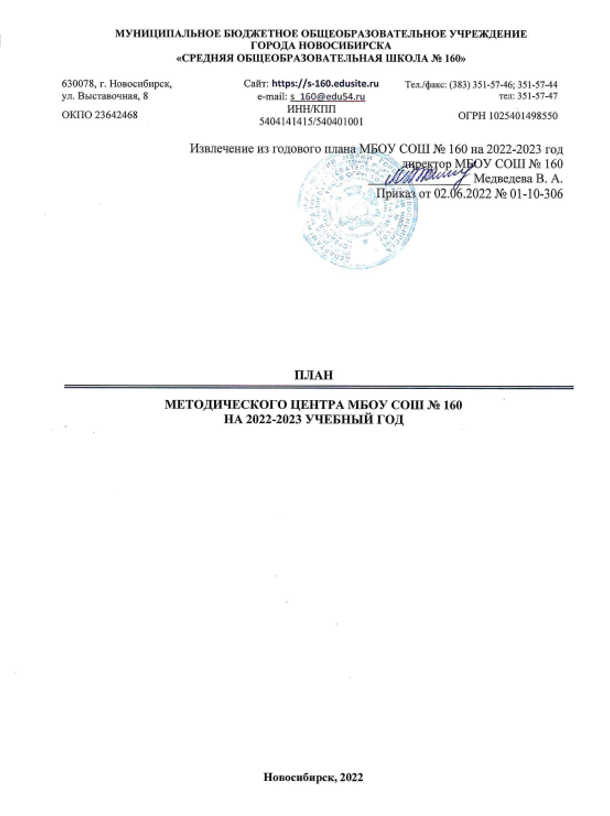 МУНИЦИПАЛЬНОЕ БЮДЖЕТНОЕ ОБЩЕОБРАЗОВАТЕЛЬНОЕ УЧРЕЖДЕНИЕ
ГОРОДА НОВОСИБИРСКА
«СРЕДНЯЯ ОБЩЕОБРАЗОВАТЕЛЬНАЯ ШКОЛА № 160»
630078, г. Новосибирск,
ул. Выставочная, 8
ОКПО 23642468
Сайт: https://s-160.edusite.ru
e-mail: s_160@edu54.ru
ИНН/КПП
5404141415/540401001
Тел./факс: (383) 351-57-46; 351-57-44
тел: 351-57-47
ОГРН 1025401498550
Извлечение из годового плана МБОУ СОШ № 160 на 2022-2023 год
директор МБОУ СОШ № 160
Медведева В. А.
Приказ от 02.06.2022 № 01-10-306
ПЛАН
МЕТОДИЧЕСКОГО ЦЕНТРА МБОУ СОШ № 160
НА 2022-2023 УЧЕБНЫЙ ГОД
Новосибирск, 2022